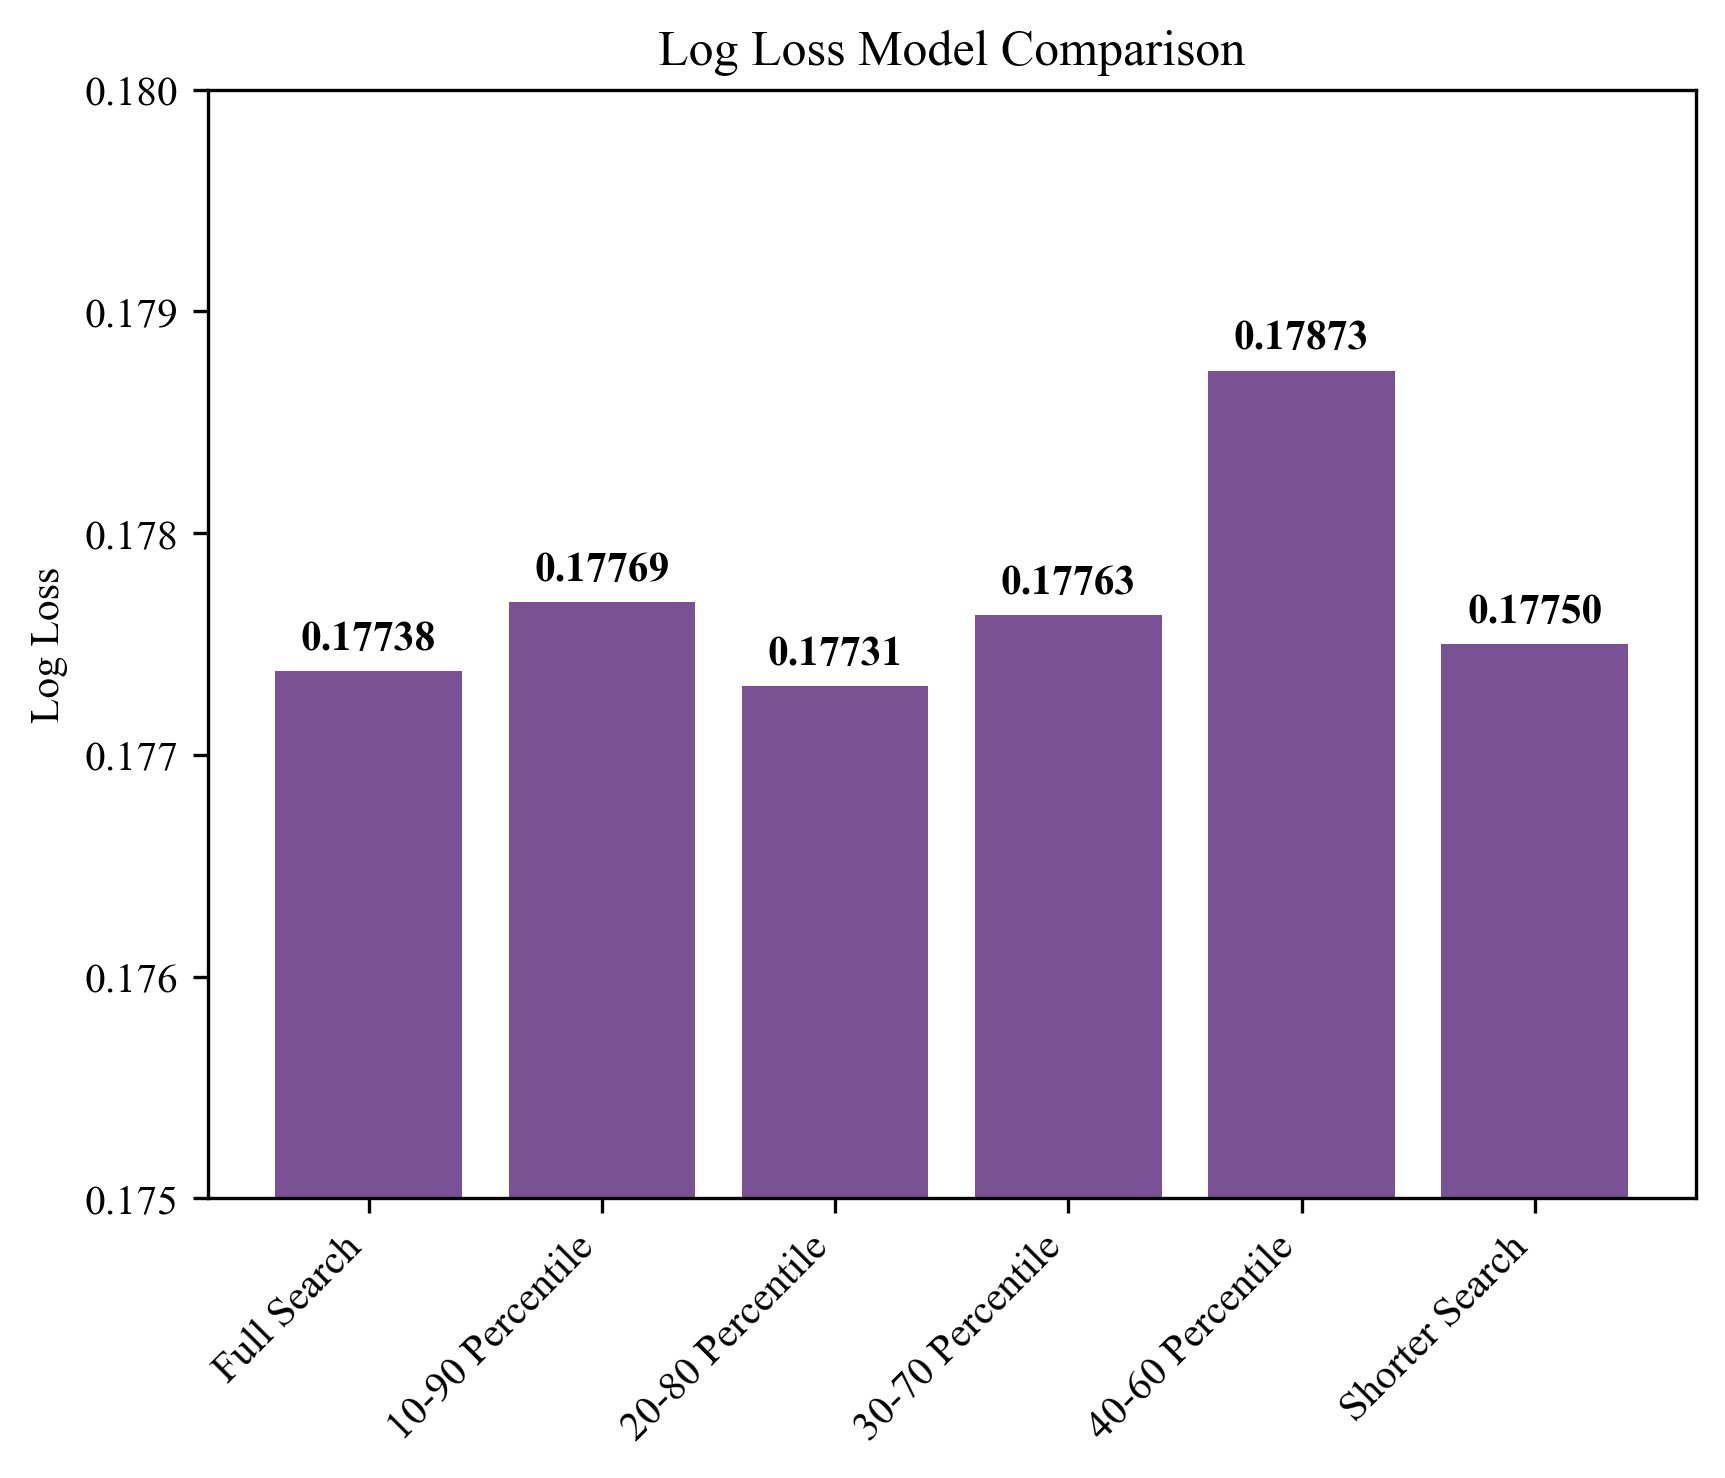 Log Loss Model Comparison
Log Loss
0.180
0.179
0.178
0.177
0.176
0.175
0.17738
0.17769
0.17731
0.17763
0.17873
0.17750
Full Search
10-90 Percentile
20-80 Percentile
30-70 Percentile
40-60 Percentile
Shorter Search